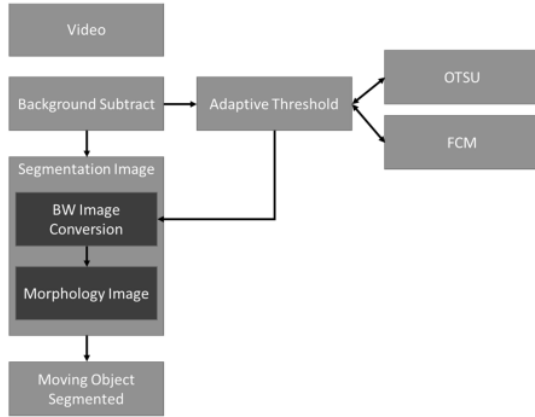 Video
Background Subtract
Adaptive Threshold
OTSU
FCM
Segmentation Image
BW Image
Conversion
Morphology Image
Moving Object
Segmented